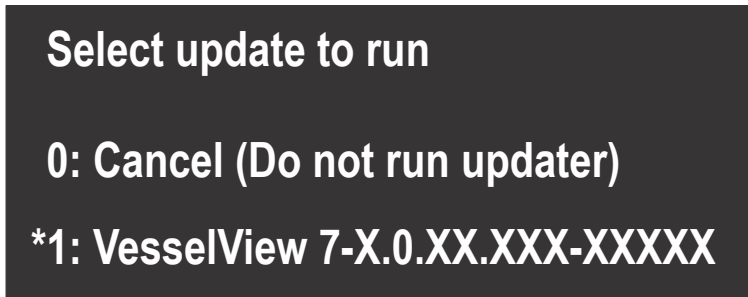 Select update to run
0: Cancel (Do not run updater)
*1: VesselView 7-X.0.XX.XXX-XXXXX